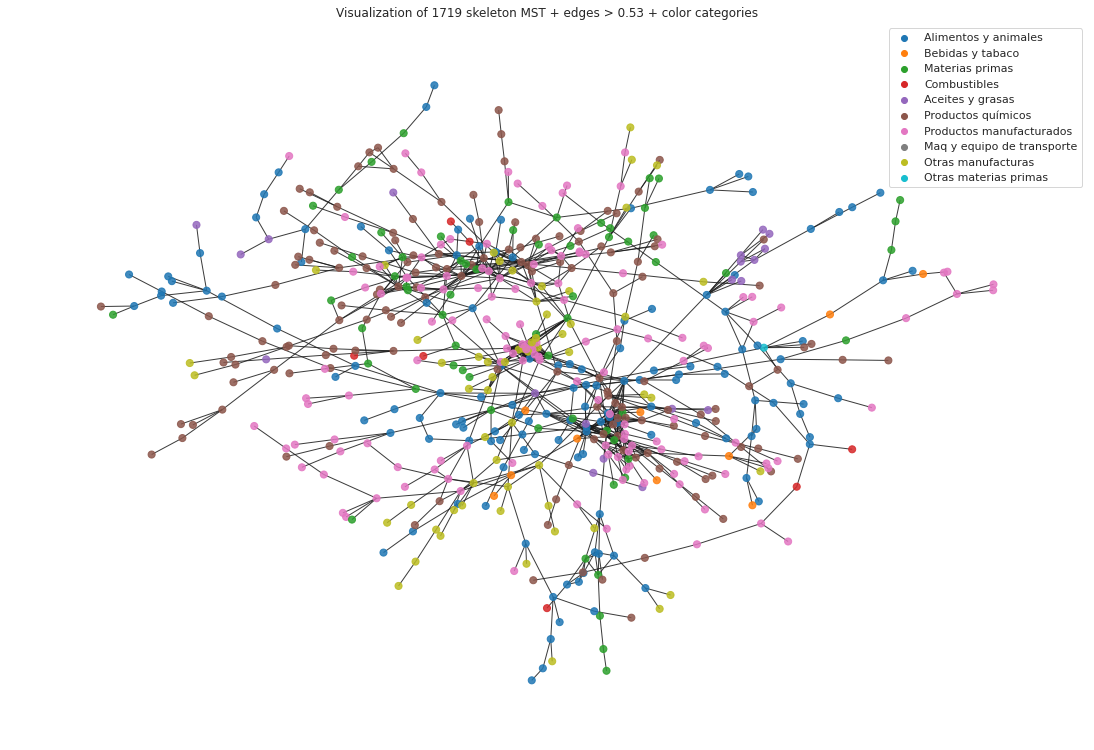 Visualization of 1719 skeleton MST + edges > 0.53 + color categories
Alimentos y animales
Bebidas y tabaco
Materias primas
Combustibles
Aceites y grasas
Productos químicos
Productos manufacturados
Maq y equipo de transporte
Otras manufacturas
Otras materias primas